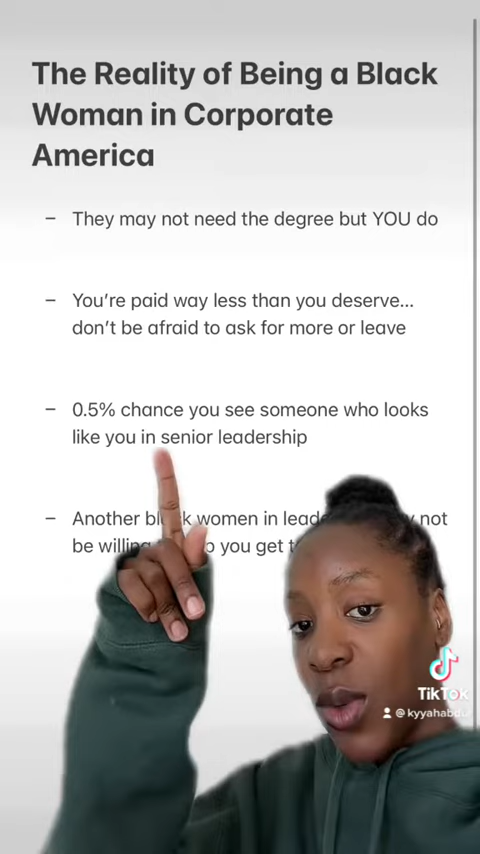 The Reality of Being a Black
Woman in Corporate
America
– They may not need the degree but YOU do
– You're paid way less than you deserve...
don't be afraid to ask for more or leave
– 0.5% chance you see someone who looks
like you in senior leadership
– Another women in not
be you get
TikTok